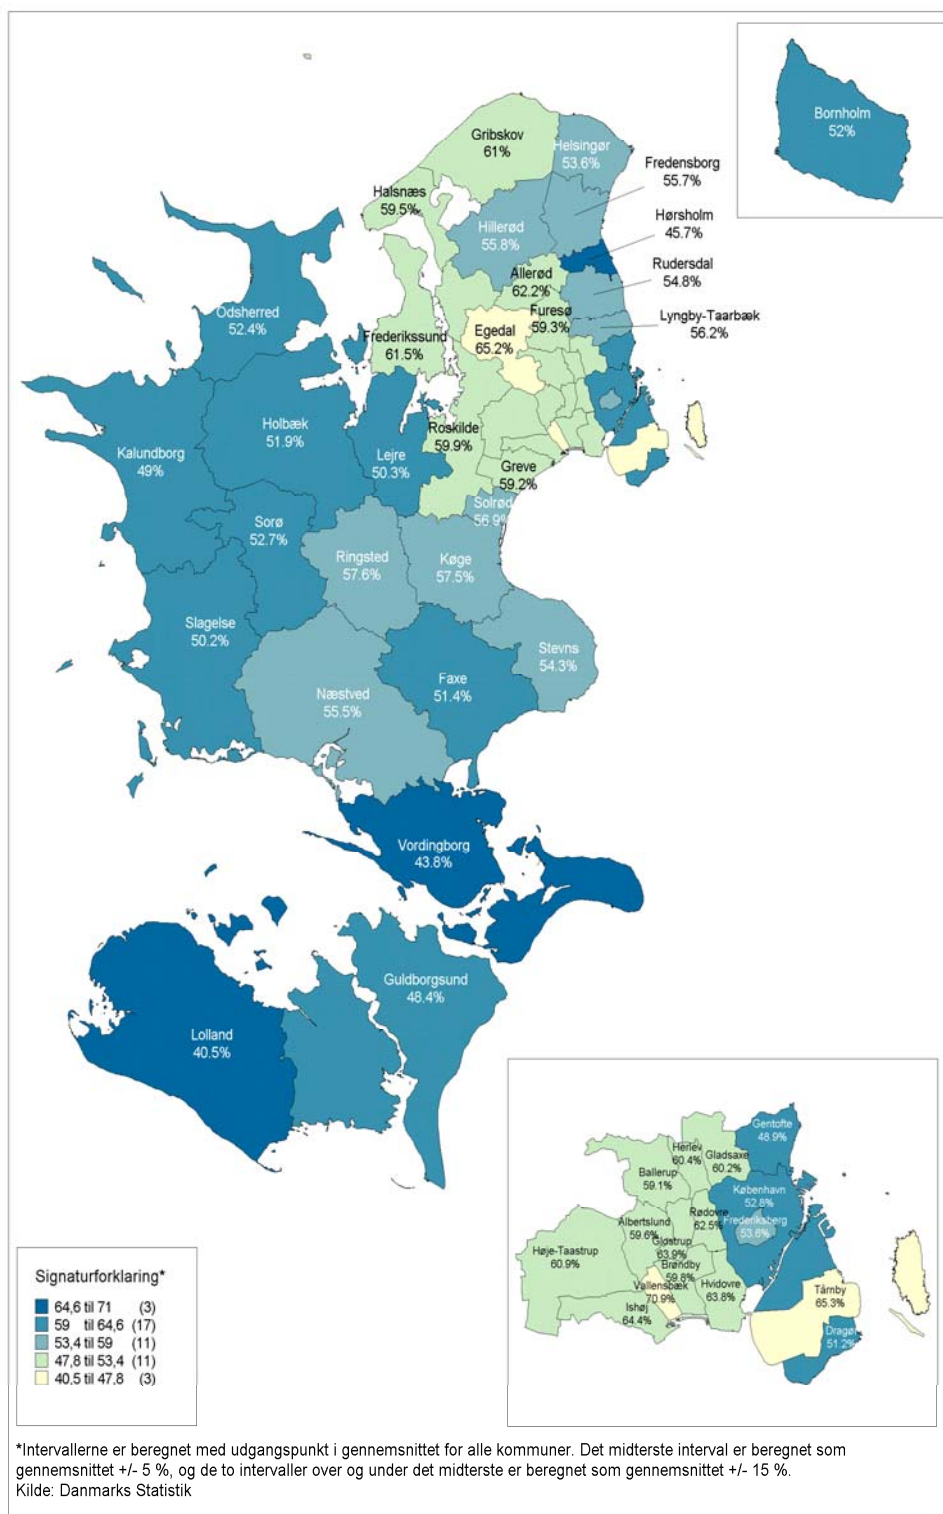 Bornholm
52%
Gribskov
61%
Helsingør
53.6%
Fredensborg
55.7%
Halsnæs
59.5%
Hørsholm
45.7%
Hillerød
55.8%
Rudersdal
54.8%
Allerød
62.2%
Lyngby-Taarbæk
56.2%
Furesø
59.3%
Odsherred
52.4%
Egedal
65.2%
Frederikssund
61.5%
Holbæk
51.9%
Roskilde
59.9%
Kalundborg
49%
Lejre
50.3%
Greve
59.2%
Solrød
56.9%
Sorø
52.7%
Ringsted
57.6%
Køge
57.5%
Slagelse
50.2%
Stevns
54.3%
Næstved
55.5%
Faxe
51.4%
Vordingborg
43.8%
Guldborgsund
48.4%
Lolland
40.5%
Gentofte
48.9%
Herlev
60.4%
Gladsaxe
60.2%
Ballerup
59.1%
København
52.8%
Rødovre
62.5%
Frederiksberg
53.6%
Albertslund
59.6%
Glostrup
63.9%
Høje-Taastrup
60.9%
Brøndby
59.8%
Vallensbæk
70.9%
Hvidovre
63.8%
Tårnby
65.3%
Ishøj
64.4%
Dragør
51.2%
Signaturforklaring*
64,6 til 71 (3)
59 til 64,6 (17)
53,4 til 59 (11)
47,8 til 53,4 (11)
40,5 til 47,8 (3)
*Intervallerne er beregnet med udgangspunkt i gennemsnittet for alle kommuner. Det midterste interval er beregnet som
gennemsnittet +/- 5 %, og de to intervaller over og under det midterste er beregnet som gennemsnittet +/- 15 %.
Kilde: Danmarks Statistik